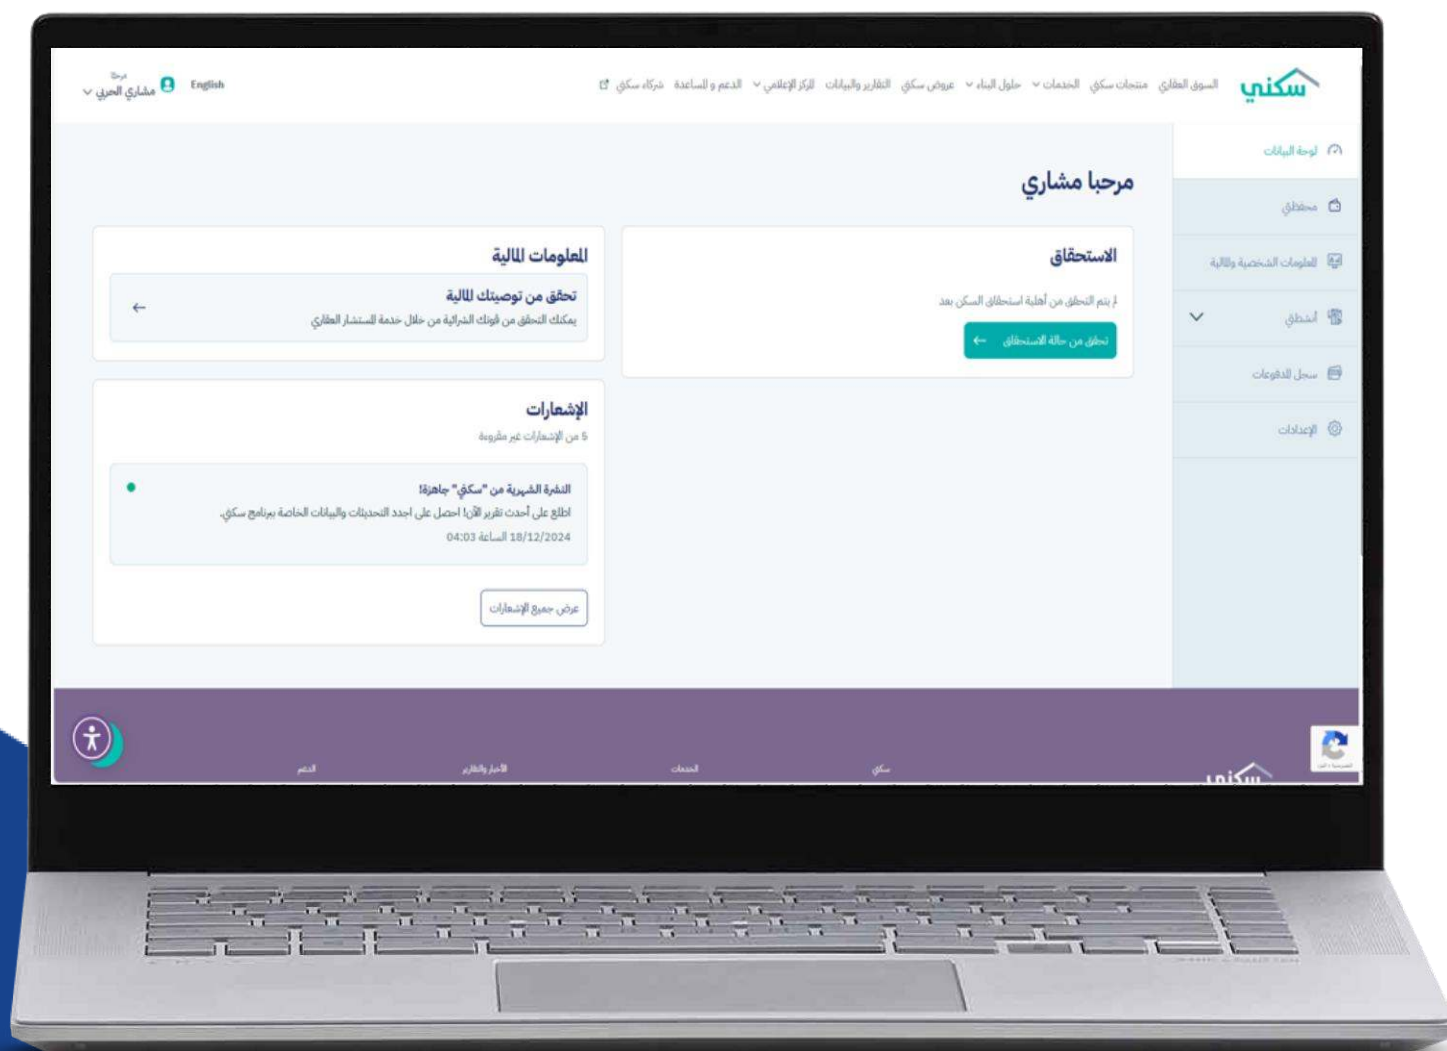 سكني
السوق العقاري منتجات سكني الخدمات حلول البناء عروض سكني التقارير والبيانات المركز الإعلامي الدعم و المساعدة شركاء سكني
English
مرحبًا
مشاري الحربي
لوحة البيانات
محفظتي
المعلومات الشخصية والمالية
أنشطتي
سجل المدفوعات
الإعدادات
مرحبا مشاري
الاستحقاق
لم يتم التحقق من أهلية استحقاق السكن بعد
تحقق من حالة الاستحقاق
المعلومات المالية
تحقق من توصيتك المالية
يمكنك التحقق من قوتك الشرائية من خلال خدمة المستشار العقاري
الإشعارات
5 من الإشعارات غير مقروءة
النشرة الشهرية من "سكني" جاهزة!
اطلع على أحدث تقرير الآن! احصل على اجدد التحديثات والبيانات الخاصة ببرنامج سكني.
18/12/2024 الساعة 04:03
عرض جميع الإشعارات
سكني
سكني
الخدمات
الأخبار والتقارير
الدعم